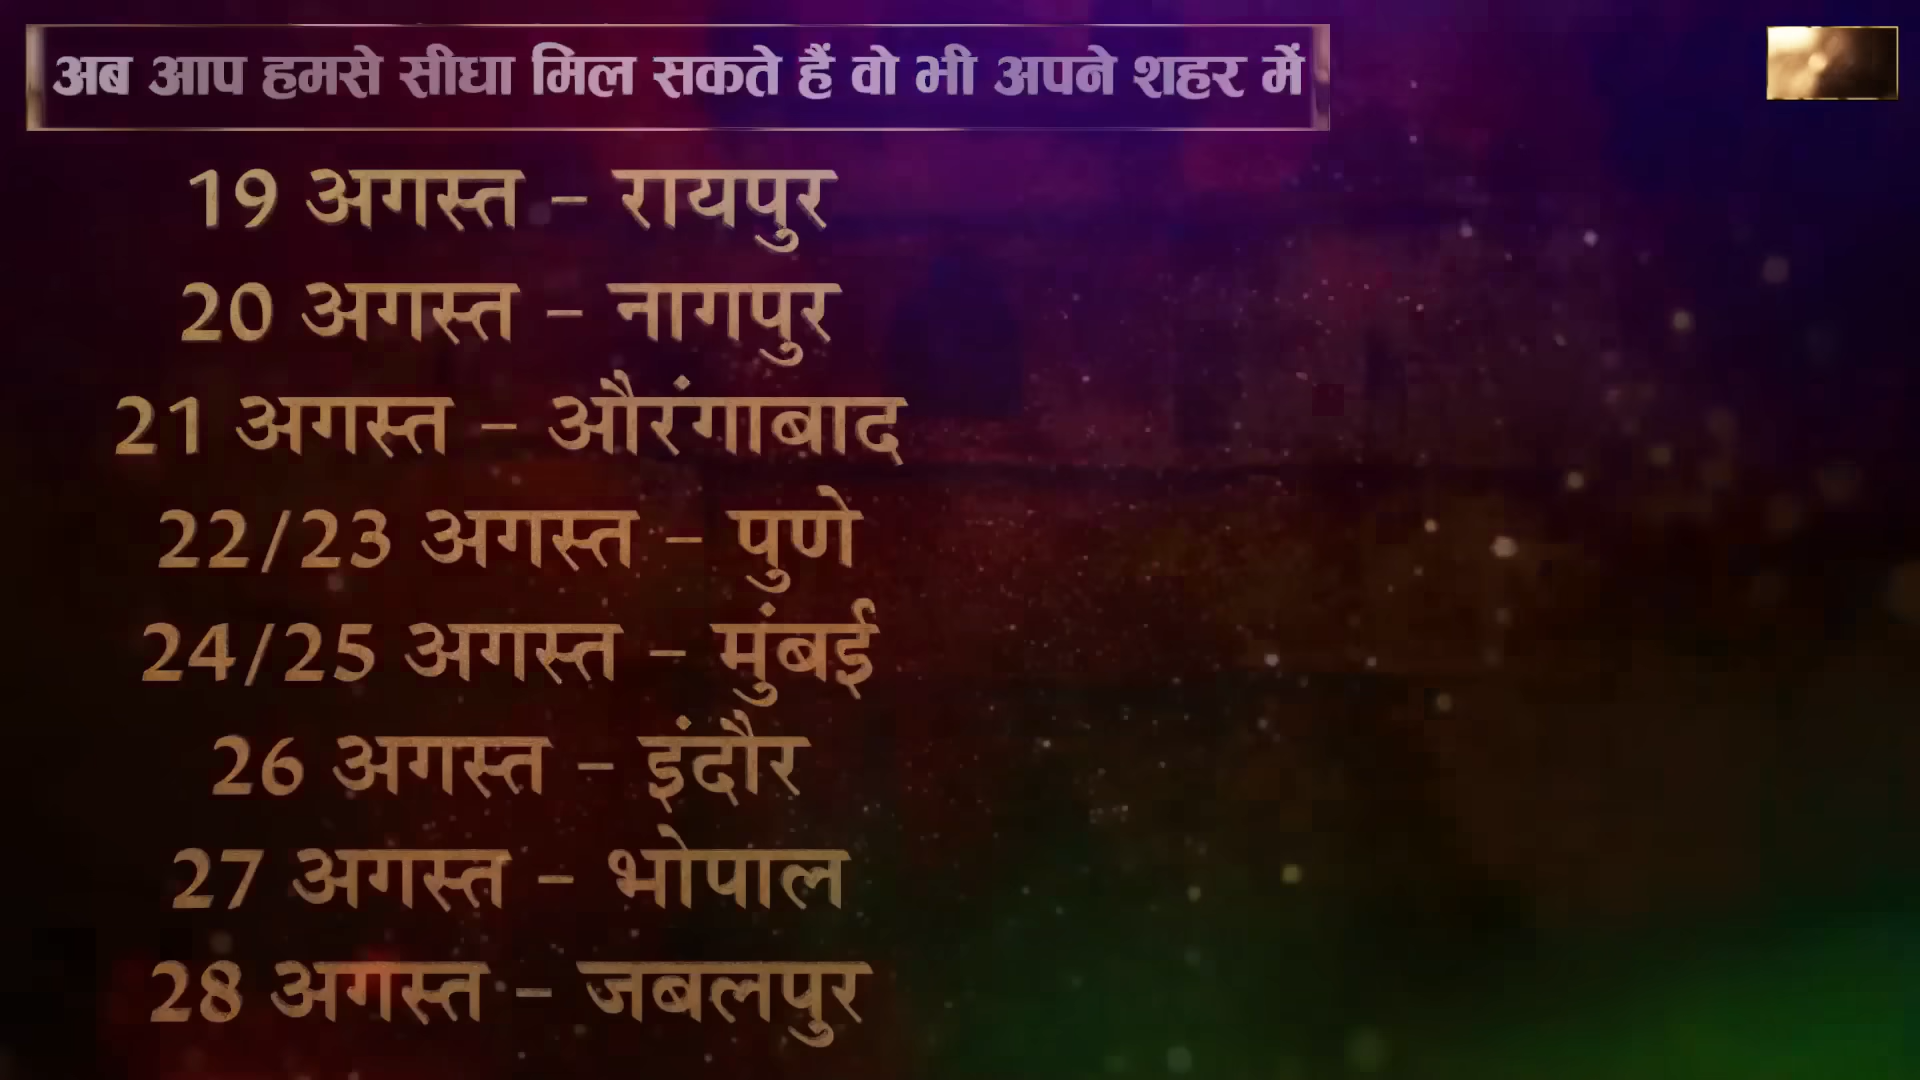 अब आप हमसे सीधा मिल सकते हैं वो भी अपने शहर में
19 अगस्त – रायपुर
20 अगस्त – नागपुर
21 अगस्त – औरंगाबाद
22/23 अगस्त – पुणे
24/25 अगस्त – मुंबई
26 अगस्त – इंदौर
27 अगस्त – भोपाल
28 अगस्त – जबलपुर